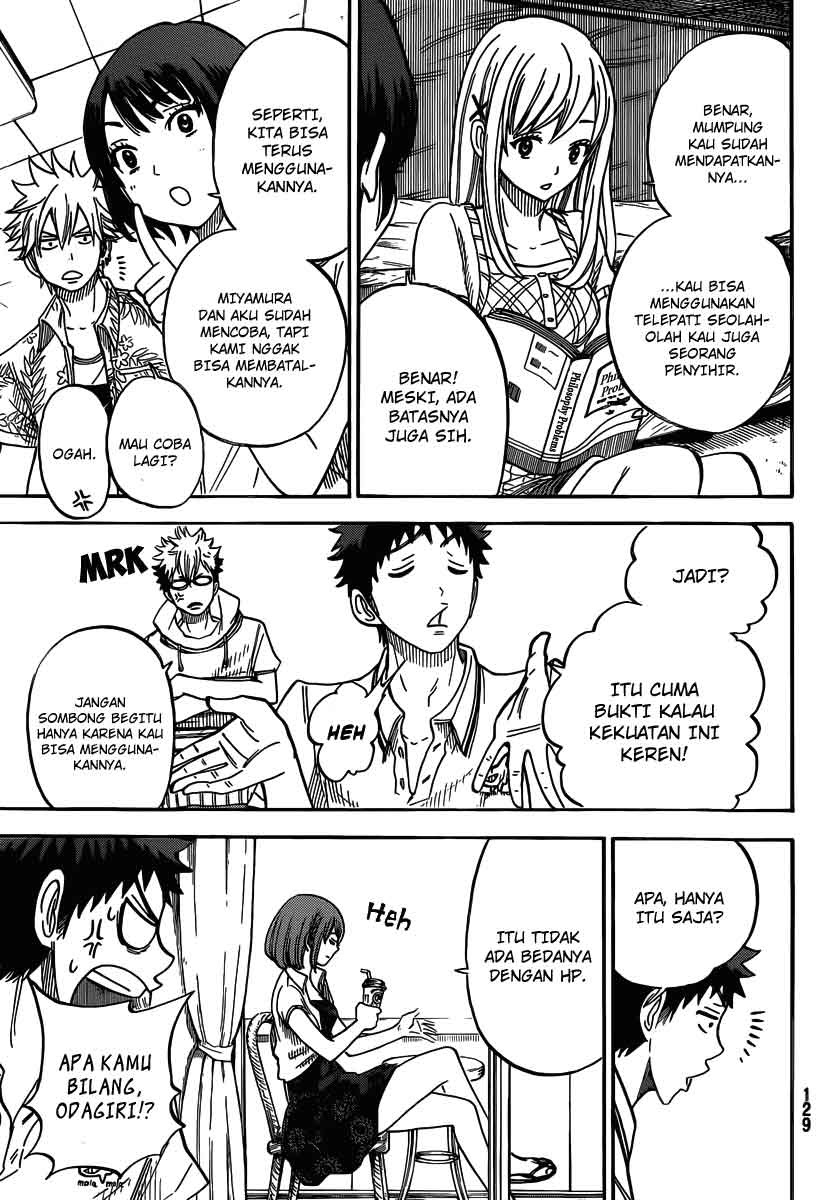 BENAR,
MUMPUNG
KAU SUDAH
MENDAPATKAN-
NYA...
...KAU BISA
MENGGUNAKAN
TELEPATI SEOLAH-
OLAH KAU JUGA
SEORANG
PENYIHIR.
BENAR!
MESKI, ADA
BATASNYA
JUGA SIH.
Philosophy Problems
SEPERTI,
KITA BISA
TERUS
MENGGUNA-
KANNYA.
MIYAMURA
DAN AKU SUDAH
MENCOBA, TAPI
KAMI NGGAK
BISA MEMBATAL-
KANNYA.
MAU COBA
LAGI?
OGAH.
JADI?
ITU CUMA
BUKTI KALAU
KEKUATAN INI
KEREN!
HEH
MRK
JANGAN
SOMBONG BEGITU
HANYA KARENA KAU
BISA MENGGUNA-
KANNYA.
APA, HANYA
ITU SAJA?
ITU TIDAK
ADA BEDANYA
DENGAN HP.
Heh
APA KAMU
BILANG,
ODAGIRI!?
mola mola
129